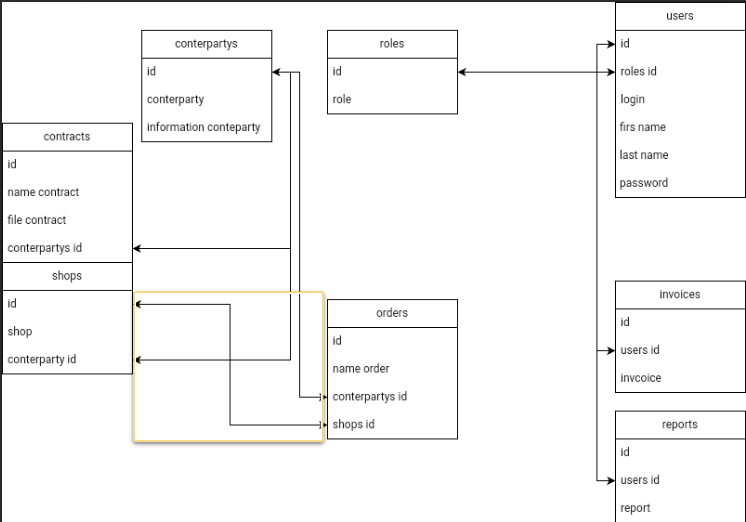 conterpartys
id
conterparty
information conteparty
roles
id
role
users
id
roles id
login
firs name
last name
password
contracts
id
name contract
file contract
conterpartys id
shops
id
shop
conterparty id
orders
id
name order
conterpartys id
shops id
invoices
id
users id
invcoice
reports
id
users id
report